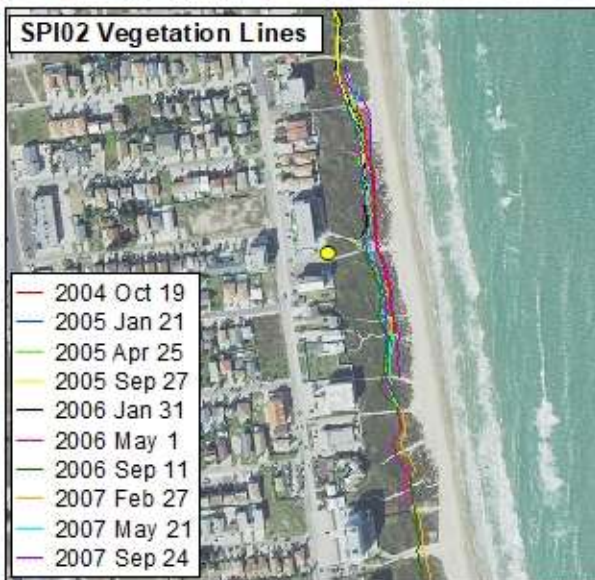 SPI02 Vegetation Lines
2004 Oct 19
2005 Jan 21
2005 Apr 25
2005 Sep 27
2006 Jan 31
2006 May 1
2006 Sep 11
2007 Feb 27
2007 May 21
2007 Sep 24